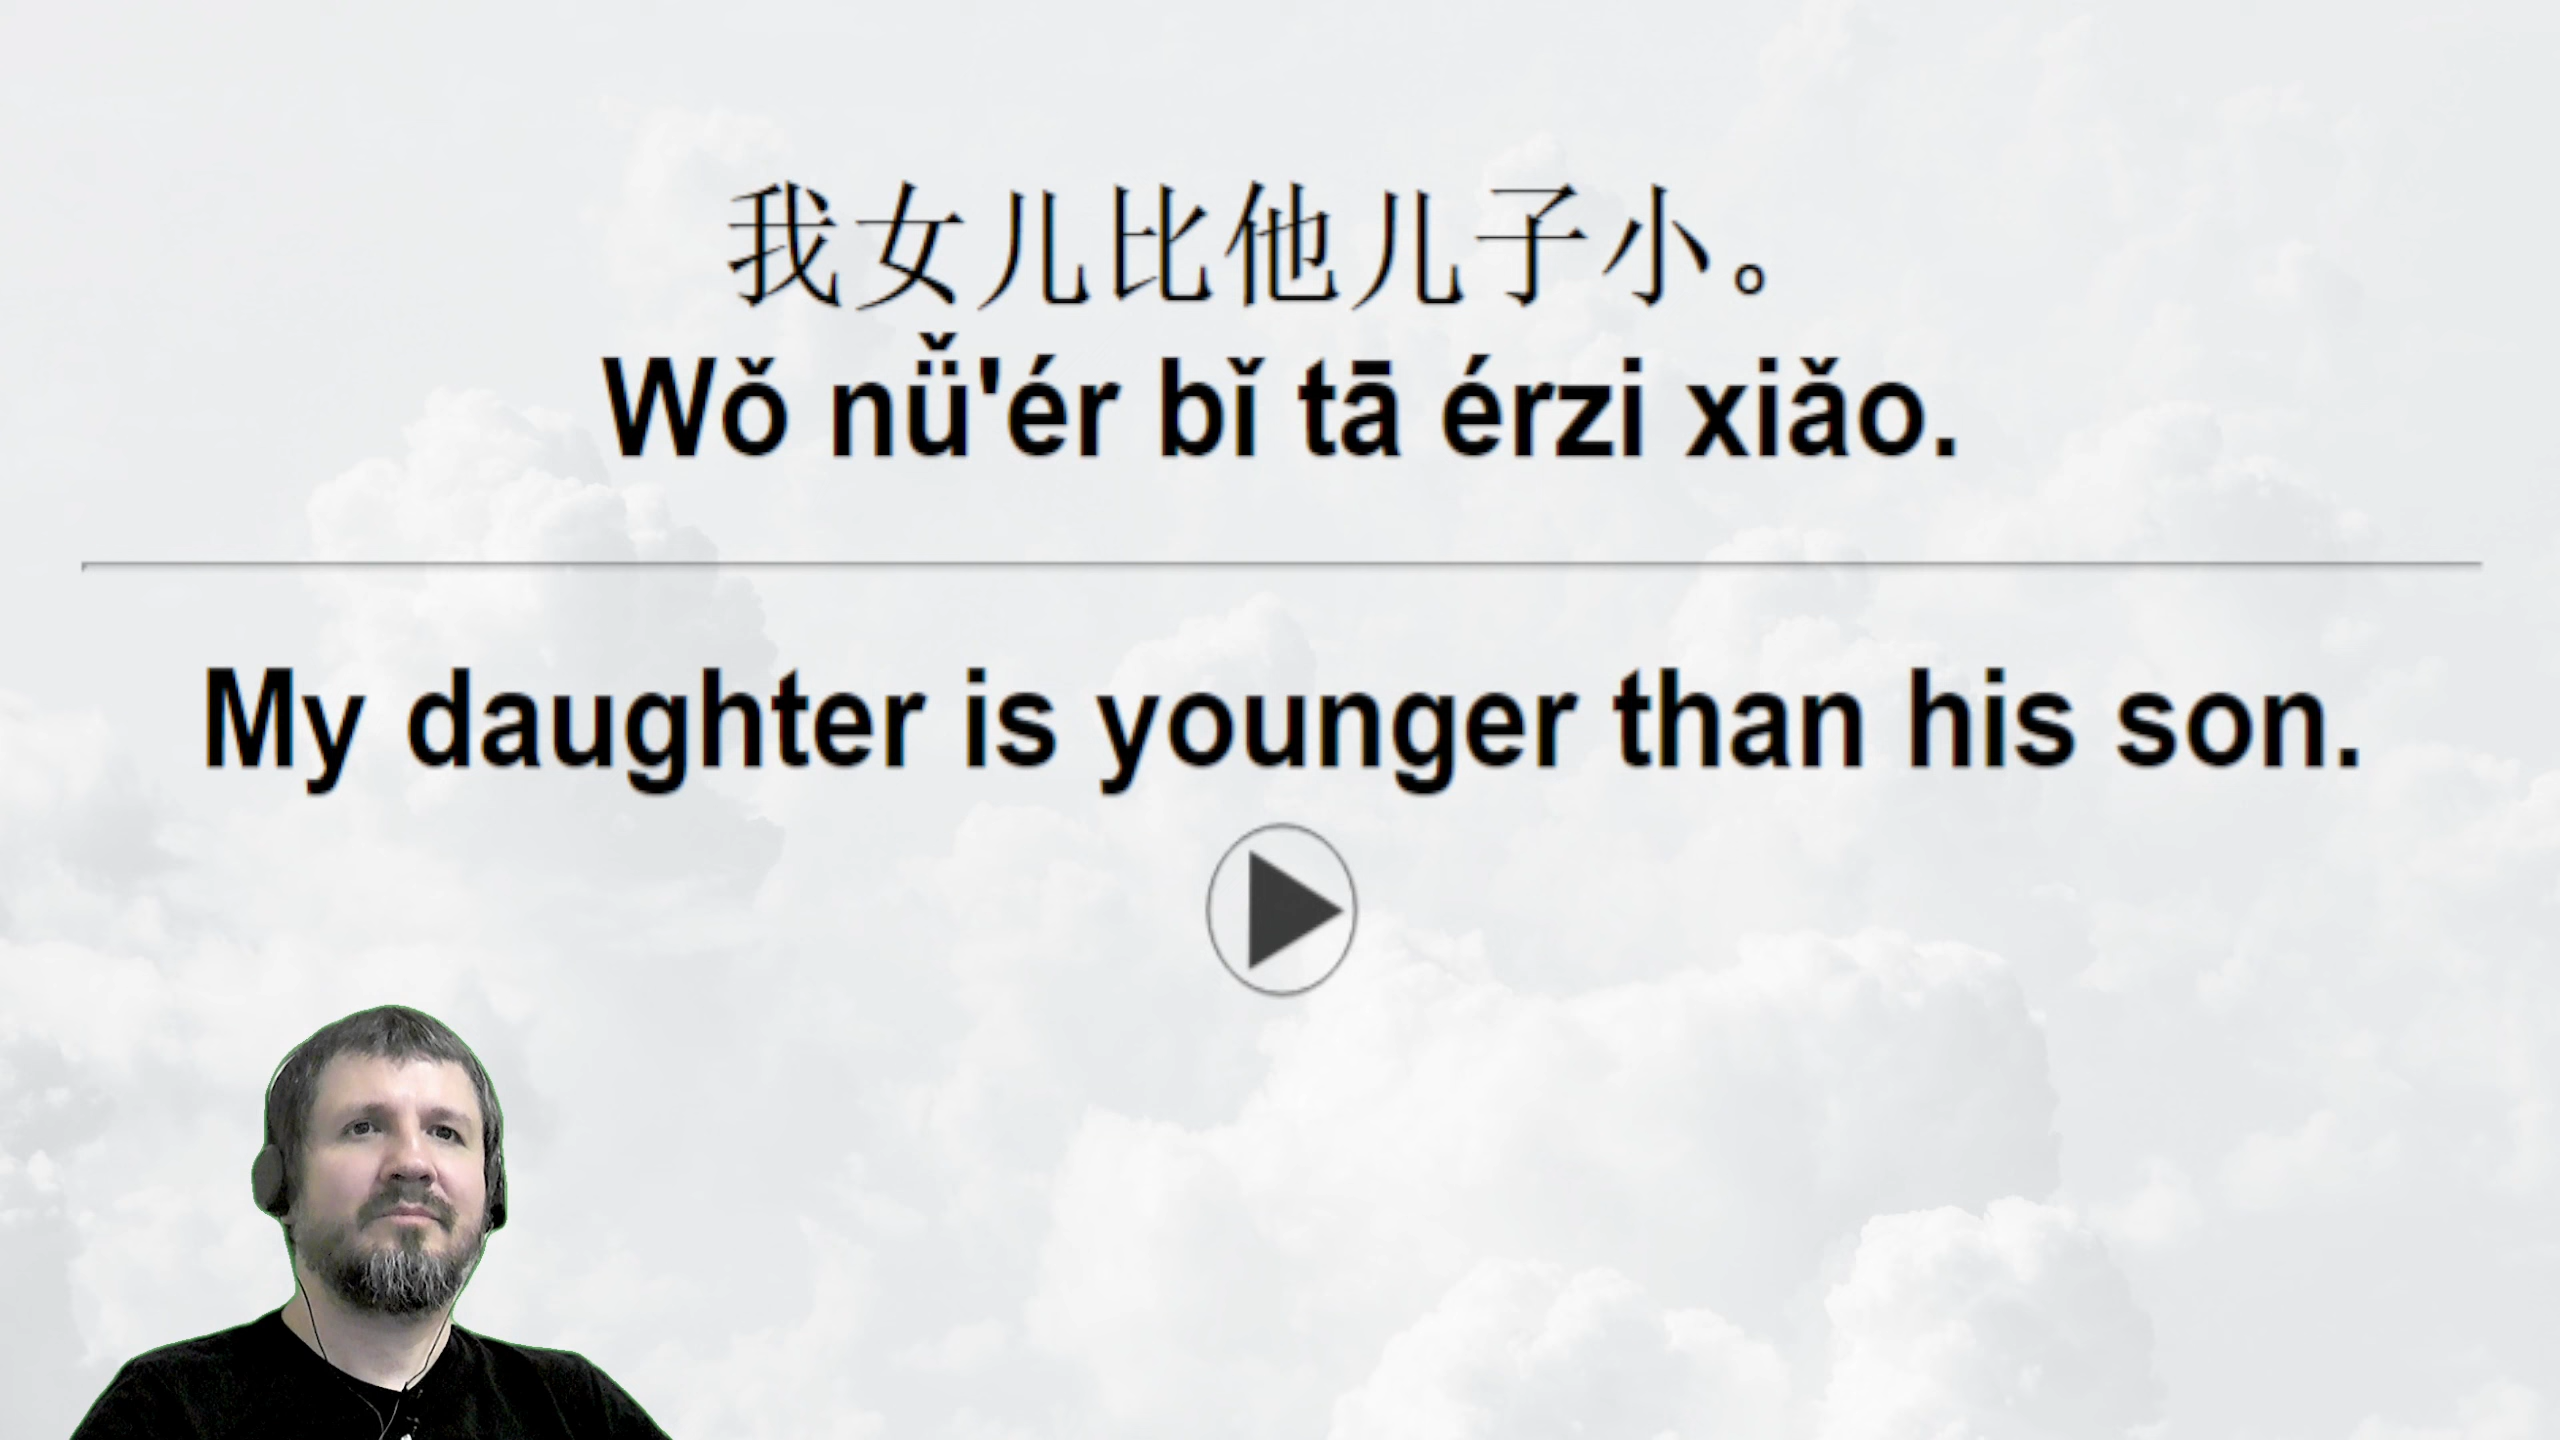 我女儿比他儿子小。
Wǒ nǚ'ér bǐ tā érzi xiǎo.
My daughter is younger than his son.